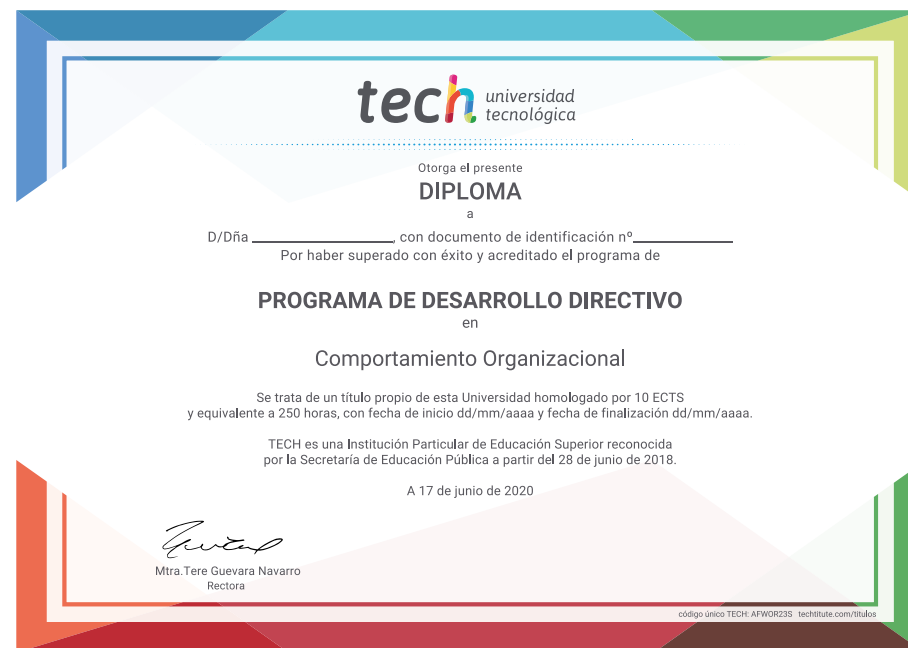 tech universidad
tecnológica
Otorga el presente
DIPLOMA
a
D/Dña ____________________, con documento de identificación nº______________
Por haber superado con éxito y acreditado el programa de
PROGRAMA DE DESARROLLO DIRECTIVO
en
Comportamiento Organizacional
Se trata de un título propio de esta Universidad homologado por 10 ECTS
y equivalente a 250 horas, con fecha de inicio dd/mm/aaaa y fecha de finalización dd/mm/aaaa.
TECH es una Institución Particular de Educación Superior reconocida
por la Secretaría de Educación Pública a partir del 28 de junio de 2018.
A 17 de junio de 2020
Mtra.Tere Guevara Navarro
Rectora
código único TECH: AFWOR23S techtitute.com/titulos